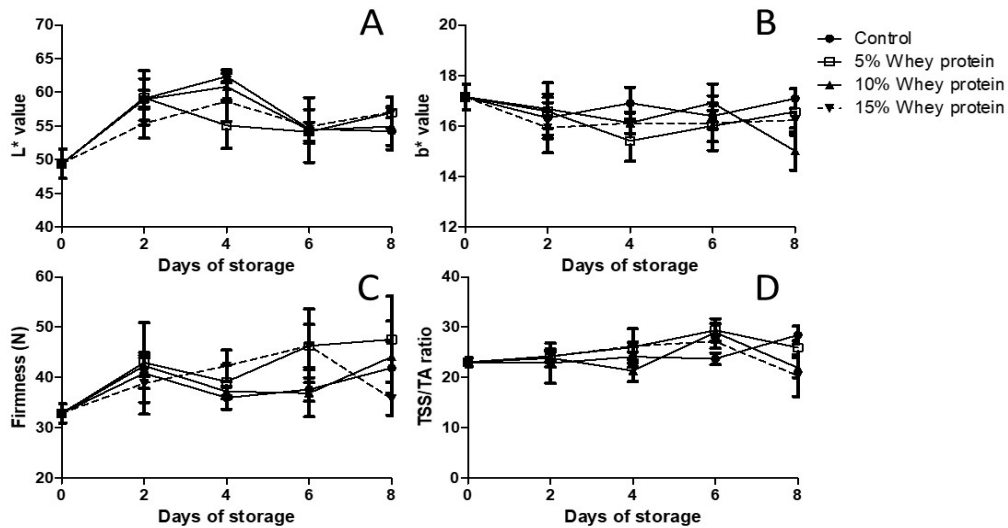 A
L* value
70
65
60
55
50
45
40
0 2 4 6 8
Days of storage
B
b* value
20
18
16
14
12
0 2 4 6 8
Days of storage
Control
5% Whey protein
10% Whey protein
15% Whey protein
C
Firmness (N)
60
50
40
30
20
0 2 4 6 8
Days of storage
D
TSS/TA ratio
40
30
20
10
0
0 2 4 6 8
Days of storage